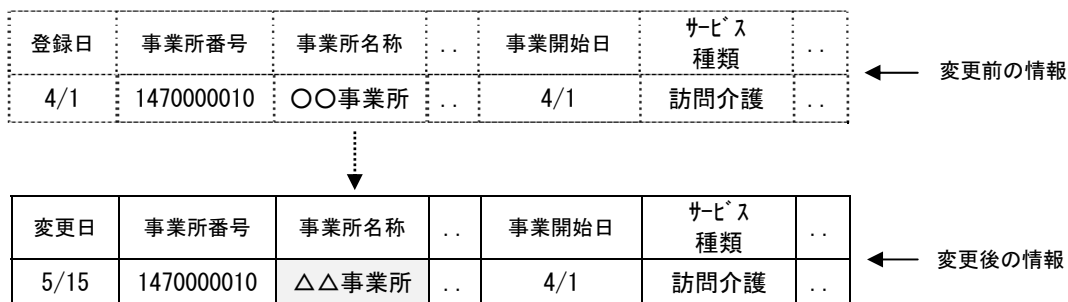 登録日 事業所番号 事業所名称 .. 事業開始日 ｻｰﾋﾞｽ種類 ..
4/1 1470000010 〇〇事業所 .. 4/1 訪問介護 ..
変更前の情報
変更日 事業所番号 事業所名称 .. 事業開始日 ｻｰﾋﾞｽ種類 ..
5/15 1470000010 △△事業所 .. 4/1 訪問介護 ..
変更後の情報